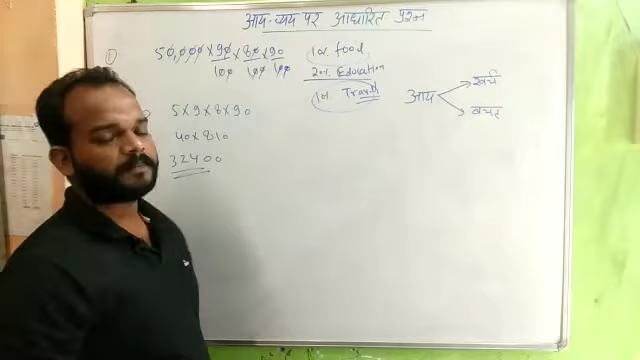 आय-व्यय पर आधारित प्रश्न
①
50,000 × 90/100 × 80/100 × 90/100
10% food
20% Education
10% Travel
5×9×8×90
40×810
32400
आय
खर्च
बचत